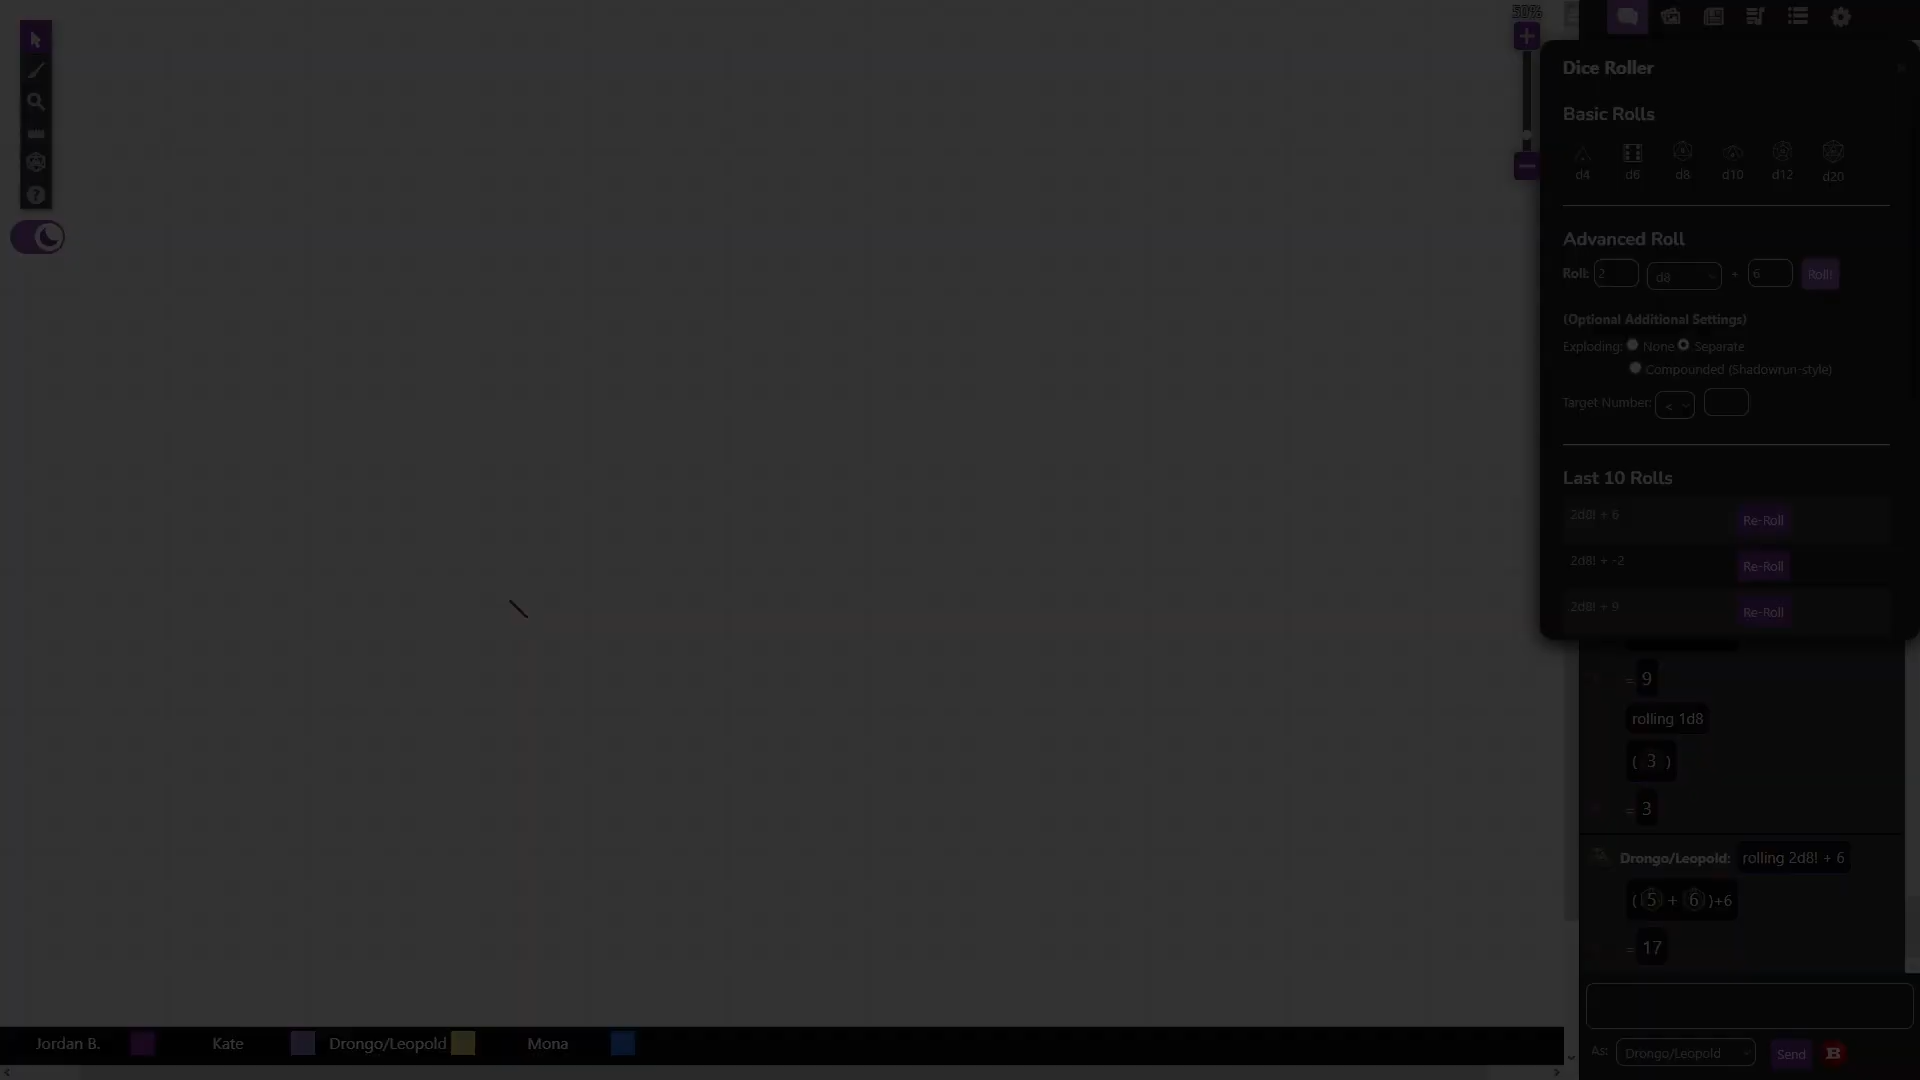 50%
Dice Roller
Basic Rolls
d4 d6 d8 d10 d12 d20
Advanced Roll
Roll: 2 d8 + 6 Roll!
(Optional Additional Settings)
Exploding: None Separate
Compounded (Shadowrun-style)
Target Number: <
Last 10 Rolls
2d8! + 6 Re-Roll
2d8! + -2 Re-Roll
2d8! + 9 Re-Roll
= 9
rolling 1d8
( 3 )
= 3
Drongo/Leopold: rolling 2d8! + 6
( 5 + 6 )+6
= 17
As: Drongo/Leopold Send B
Jordan B. Kate Drongo/Leopold Mona